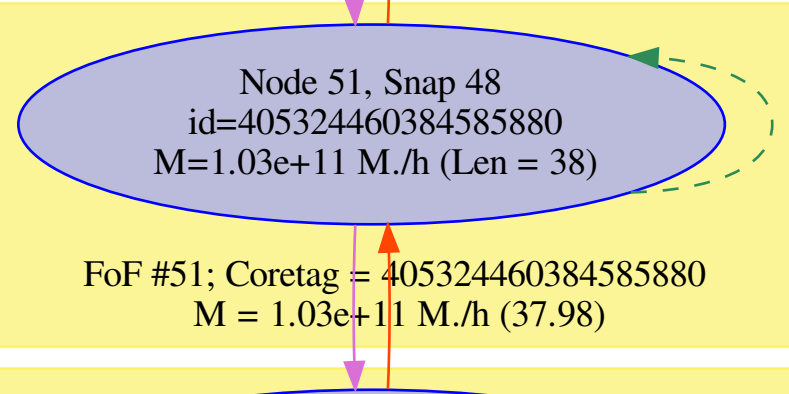 Node 51, Snap 48
id=405324460384585880
M=1.03e+11 M./h (Len = 38)
FoF #51; Coretag = 405324460384585880
M = 1.03e+11 M./h (37.98)